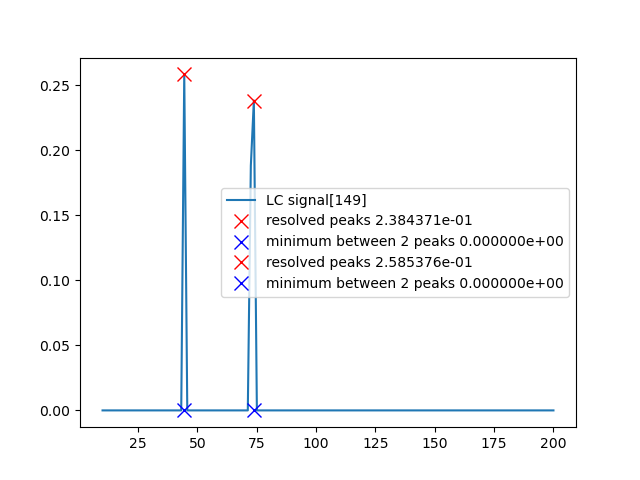 0.25
0.20
0.15
0.10
0.05
0.00
LC signal[149]
resolved peaks 2.384371e-01
minimum between 2 peaks 0.000000e+00
resolved peaks 2.585376e-01
minimum between 2 peaks 0.000000e+00
25 50 75 100 125 150 175 200